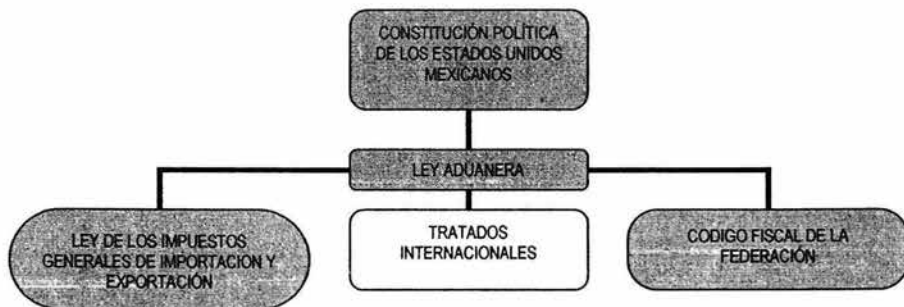 CONSTITUCIÓN POLÍTICA
DE LOS ESTADOS UNIDOS
MEXICANOS
LEY ADUANERA
LEY DE LOS IMPUESTOS
GENERALES DE IMPORTACION Y
EXPORTACIÓN
TRATADOS
INTERNACIONALES
CODIGO FISCAL DE LA
FEDERACIÓN